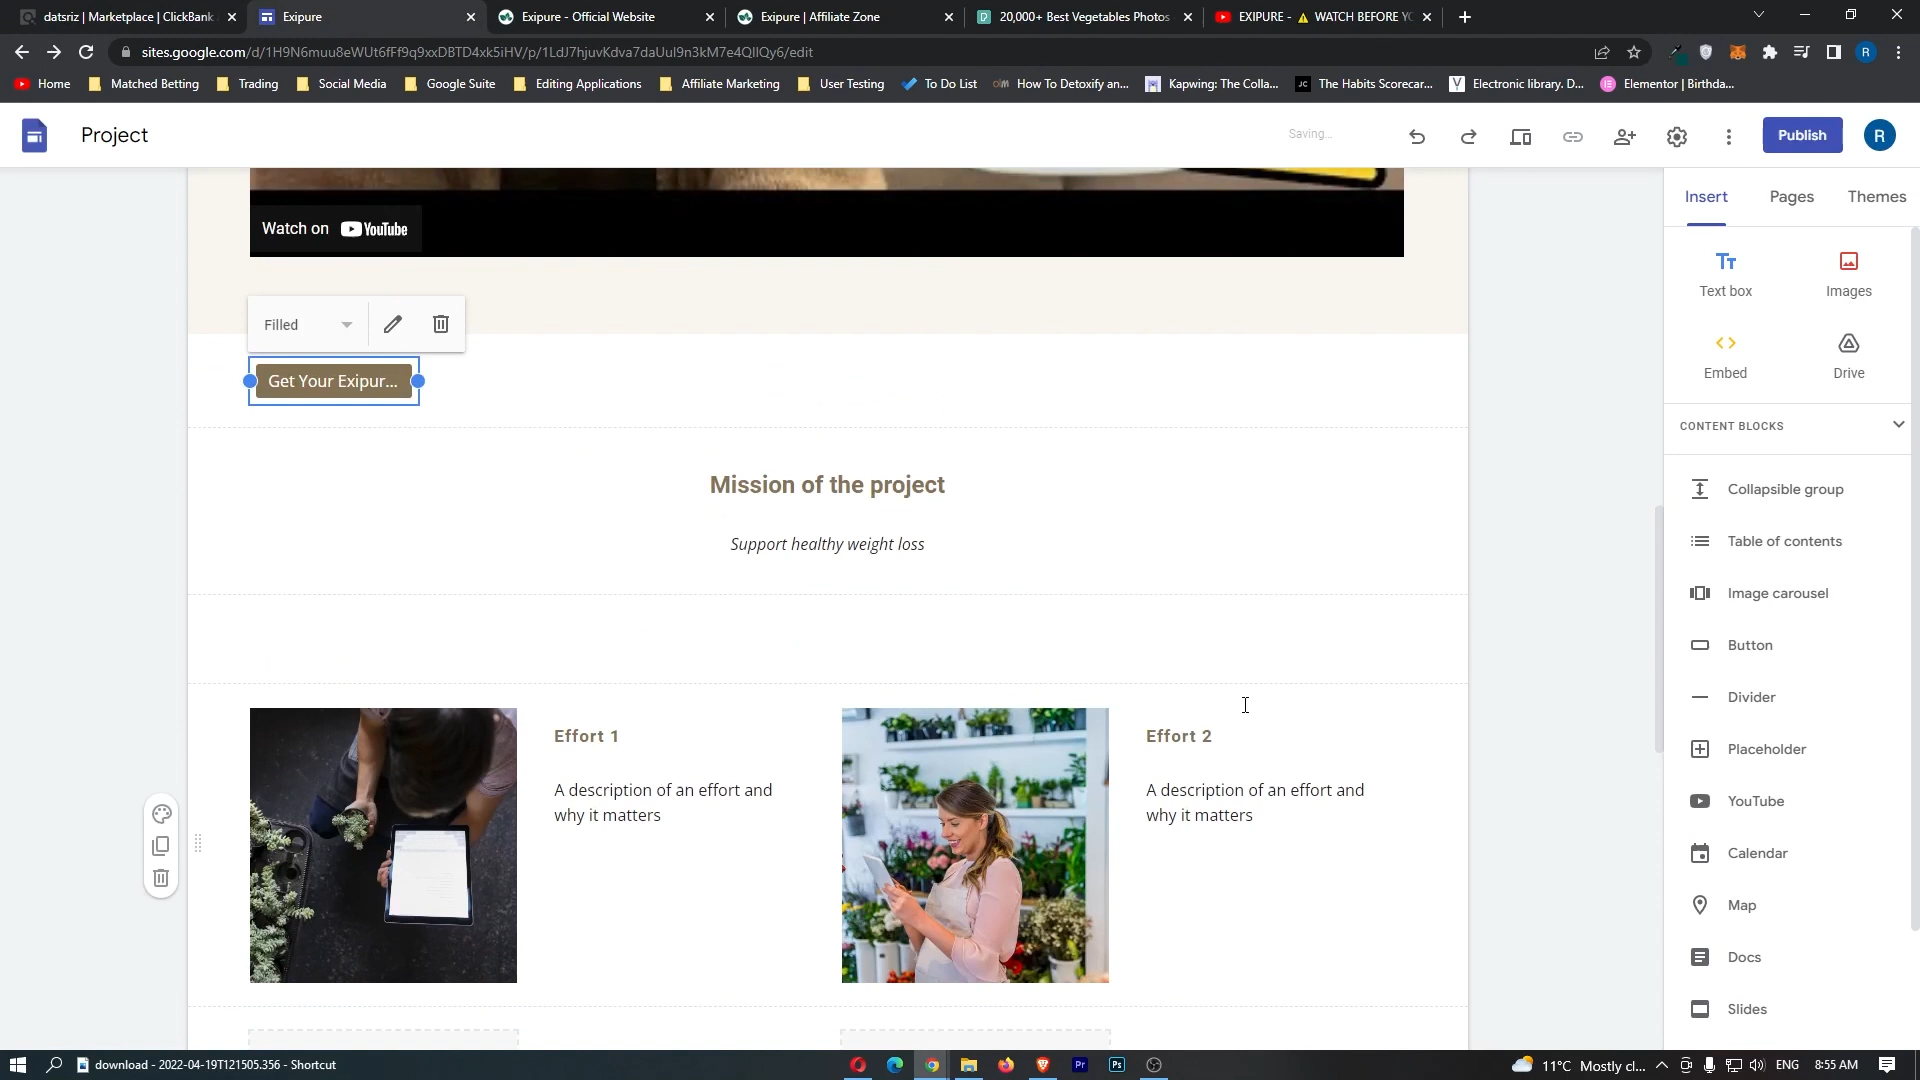 datsriz | Marketplace | ClickBank
Exipure
Exipure - Official Website
Exipure | Affiliate Zone
20,000+ Best Vegetables Photos
EXIPURE - ⚠ WATCH BEFORE YO
sites.google.com/d/1H9N6muu8eWUt6fFf9q9xxDBTD4xk5iHV/p/1LdJ7hjuvKdva7daUul9n3kM7e4QIIQy6/edit
Home
Matched Betting
Trading
Social Media
Google Suite
Editing Applications
Affiliate Marketing
User Testing
To Do List
How To Detoxify an...
Kapwing: The Colla...
The Habits Scorecar...
Electronic library. D...
Elementor | Birthda...
Project
Saving...
Publish
R
Watch on YouTube
Insert
Pages
Themes
Text box
Images
Embed
Drive
Filled
Get Your Exipur...
CONTENT BLOCKS
Mission of the project
Support healthy weight loss
Collapsible group
Table of contents
Image carousel
Button
Divider
Placeholder
YouTube
Calendar
Map
Docs
Slides
Effort 1
A description of an effort and
why it matters
Effort 2
A description of an effort and
why it matters
download - 2022-04-19T121505.356 - Shortcut
11°C Mostly cl...
ENG
8:55 AM